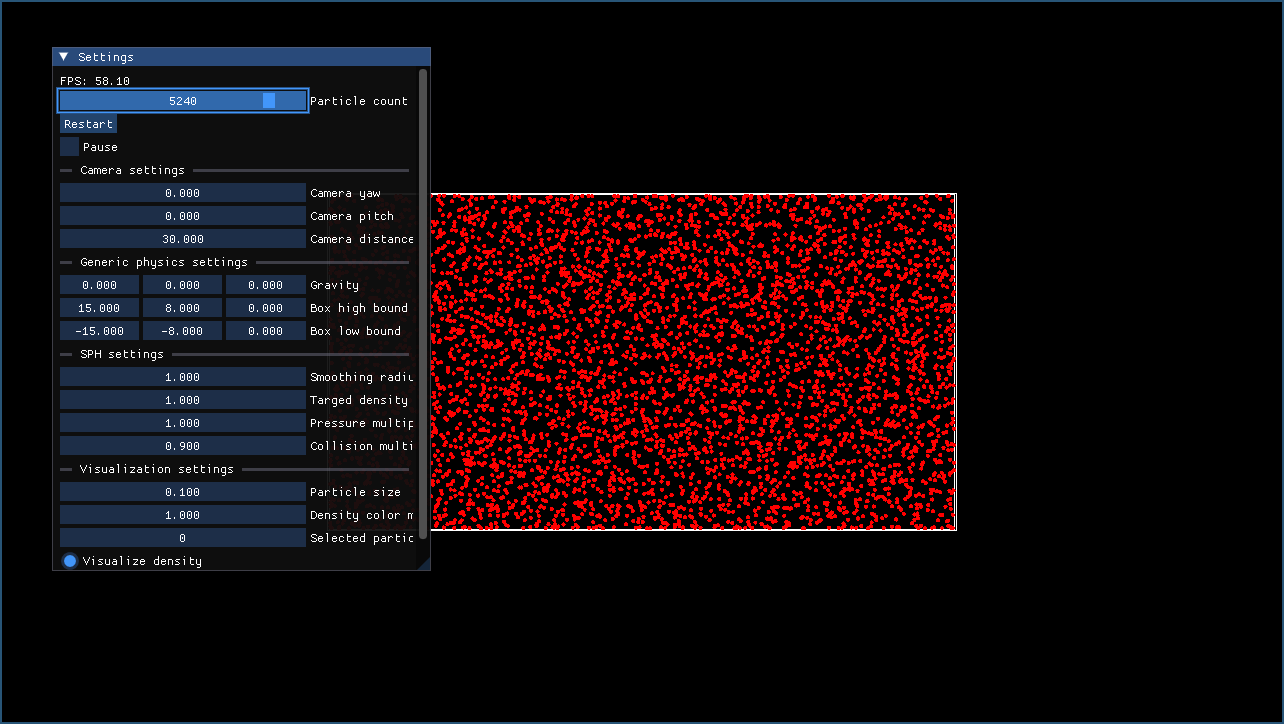 Settings
FPS: 58.10
5240 Particle count
Restart
Pause
Camera settings
0.000 Camera yaw
0.000 Camera pitch
30.000 Camera distance
Generic physics settings
0.000 0.000 0.000 Gravity
15.000 8.000 0.000 Box high bound
-15.000 -8.000 0.000 Box low bound
SPH settings
1.000 Smoothing radiu
1.000 Targed density
1.000 Pressure multip
0.900 Collision multi
Visualization settings
0.100 Particle size
1.000 Density color m
0 Selected partic
Visualize density